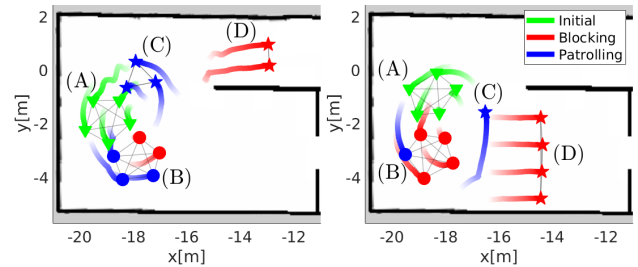 2
0
-2
-4
y[m]
-20
-18
-16
-14
-12
x[m]
(A)
(B)
(C)
(D)
2
0
-2
-4
y[m]
-20
-18
-16
-14
-12
x[m]
(A)
(B)
(C)
(D)
Initial
Blocking
Patrolling